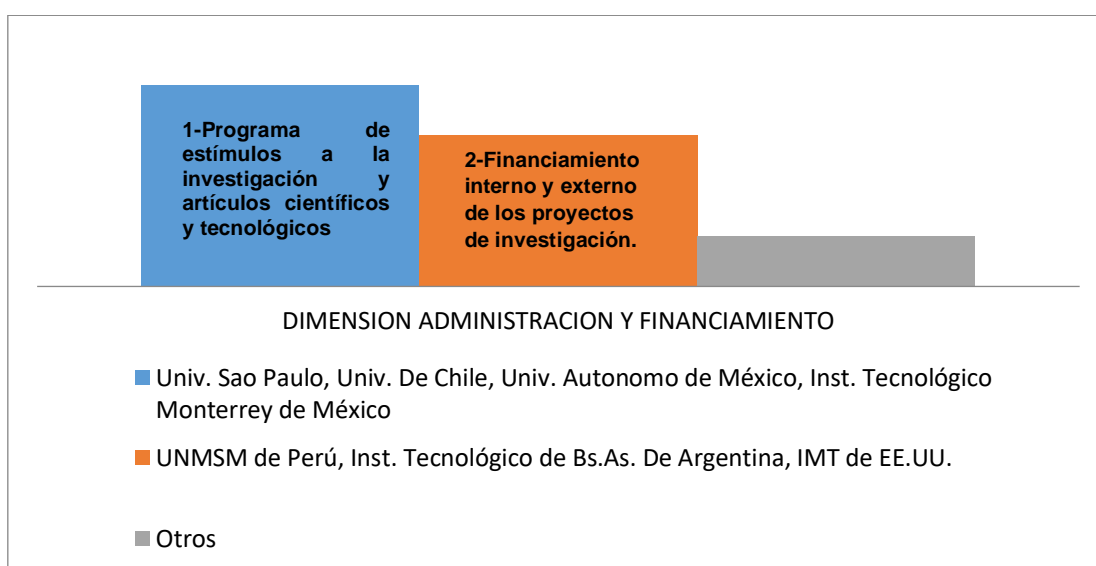 1-Programa de
estímulos a la
investigación y
artículos científicos
y tecnológicos
2-Financiamiento
interno y externo
de los proyectos
de investigación.
DIMENSION ADMINISTRACION Y FINANCIAMIENTO
Univ. Sao Paulo, Univ. De Chile, Univ. Autonomo de México, Inst. Tecnológico
Monterrey de México
UNMSM de Perú, Inst. Tecnológico de Bs.As. De Argentina, IMT de EE.UU.
Otros